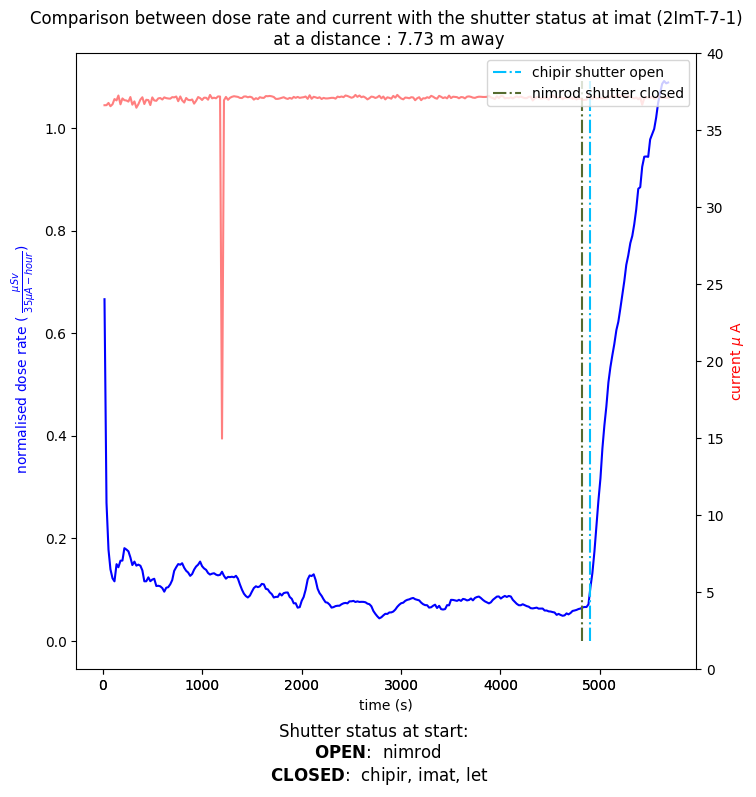 Comparison between dose rate and current with the shutter status at imat (2ImT-7-1)
at a distance : 7.73 m away
chipir shutter open
nimrod shutter closed
normalised dose rate ( μSv / 35μA − hour )
1.0
0.8
0.6
0.4
0.2
0.0
40
35
30
25
20
15
10
5
0
current μ A
0 1000 2000 3000 4000 5000
time (s)
Shutter status at start:
OPEN: nimrod
CLOSED: chipir, imat, let